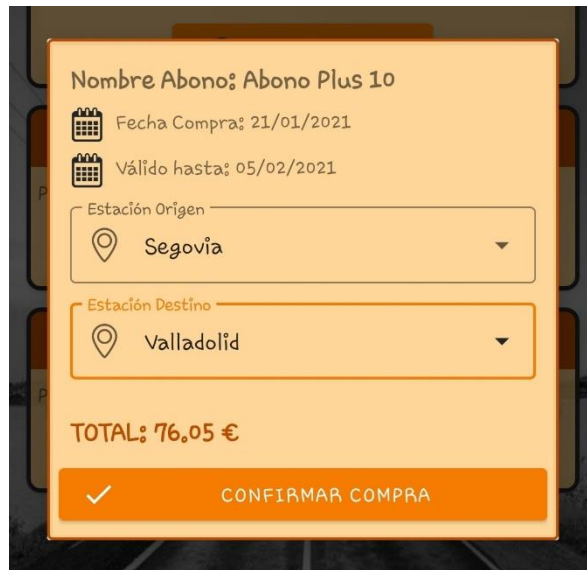 Nombre Abono: Abono Plus 10
Fecha Compra: 21/01/2021
Válido hasta: 05/02/2021
Estación Origen
Segovia
Estación Destino
Valladolid
TOTAL: 76.05 €
CONFIRMAR COMPRA
P
P